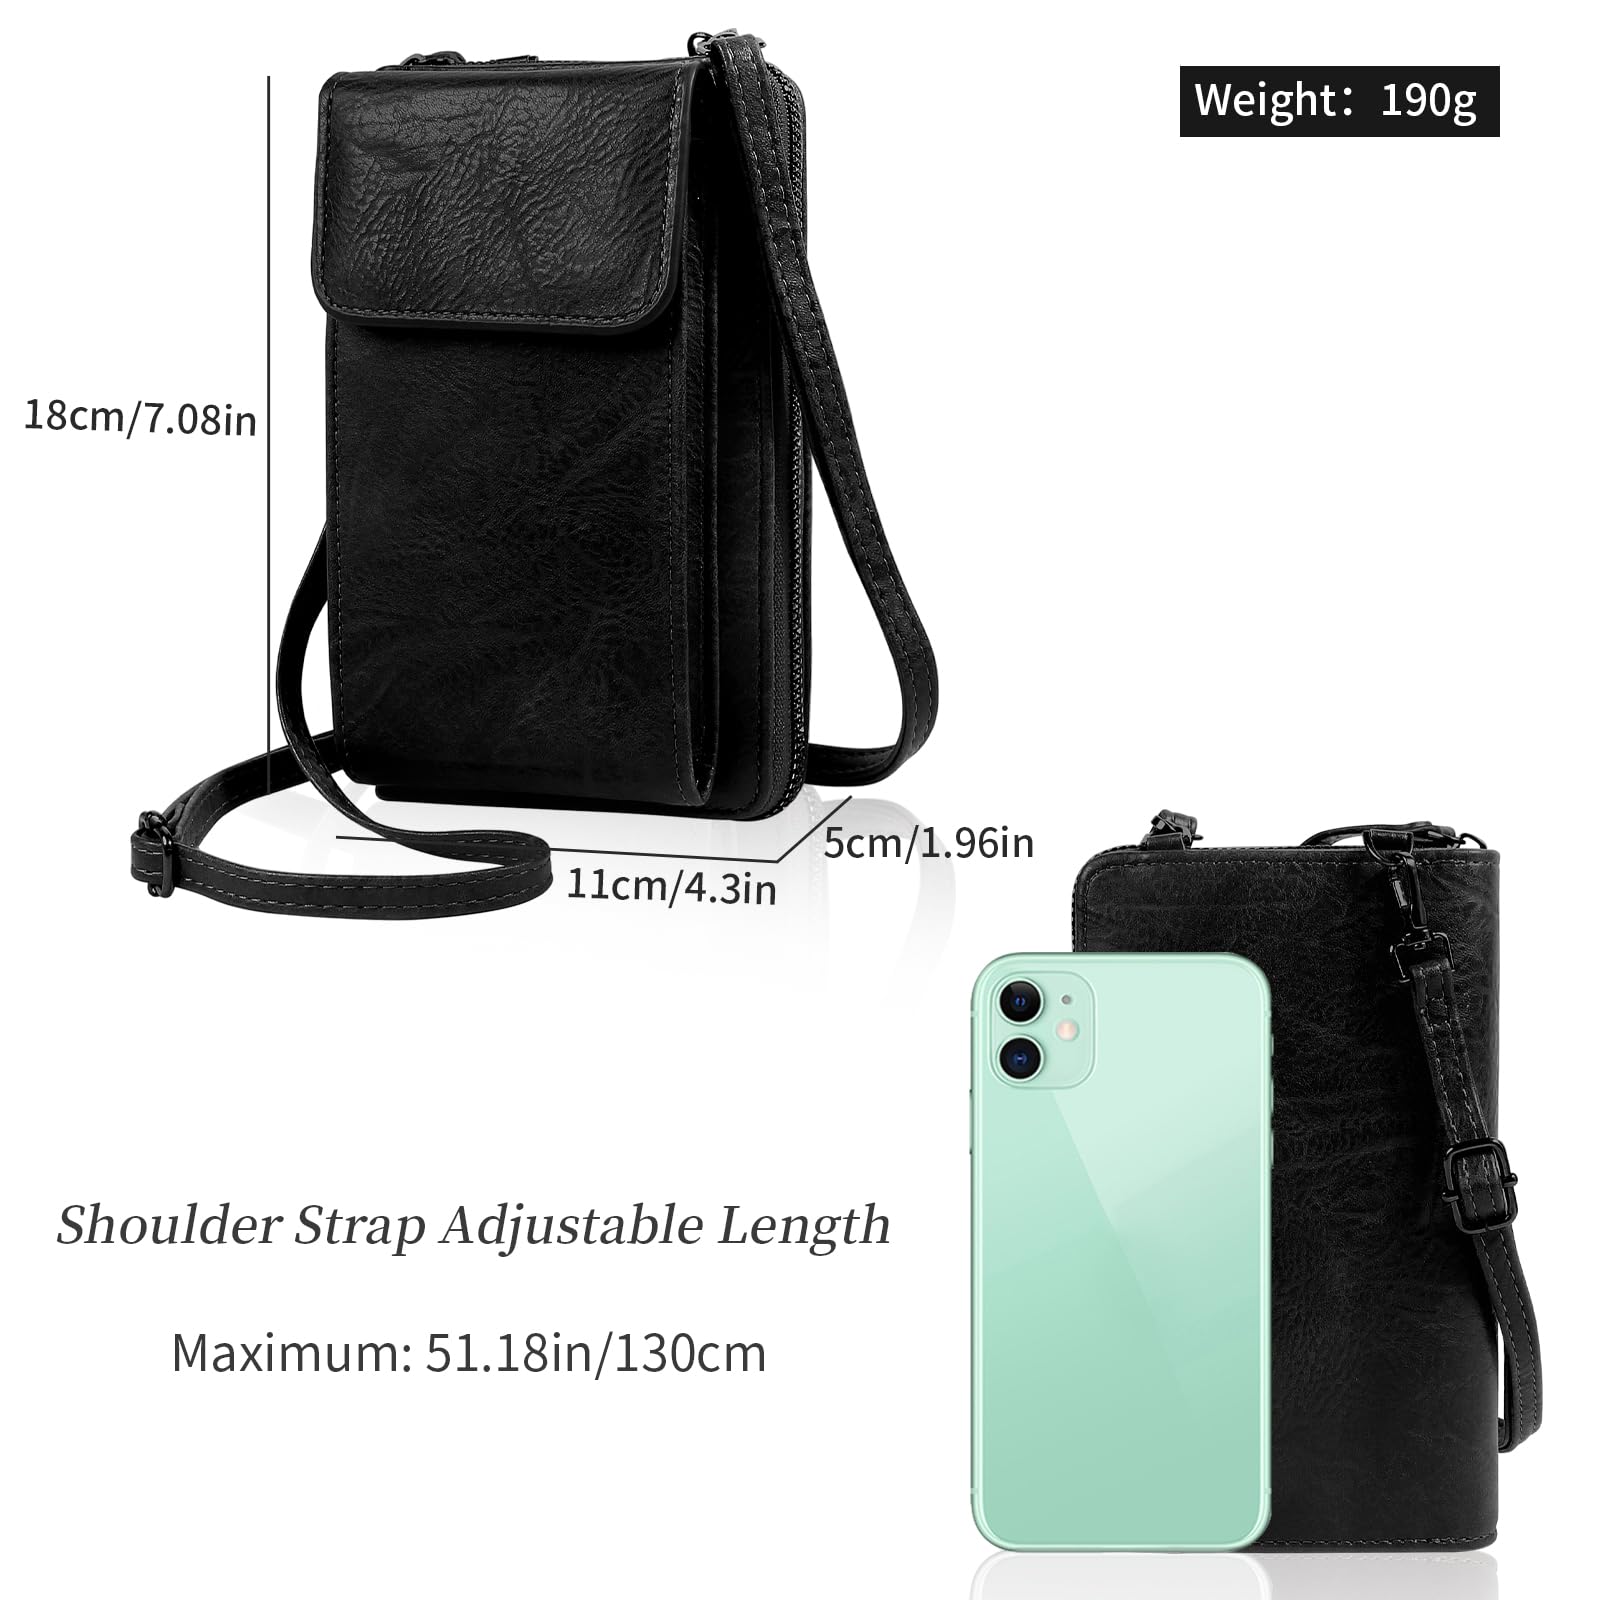 Weight：190g
18cm/7.08in
5cm/1.96in
11cm/4.3in
Shoulder Strap Adjustable Length
Maximum: 51.18in/130cm